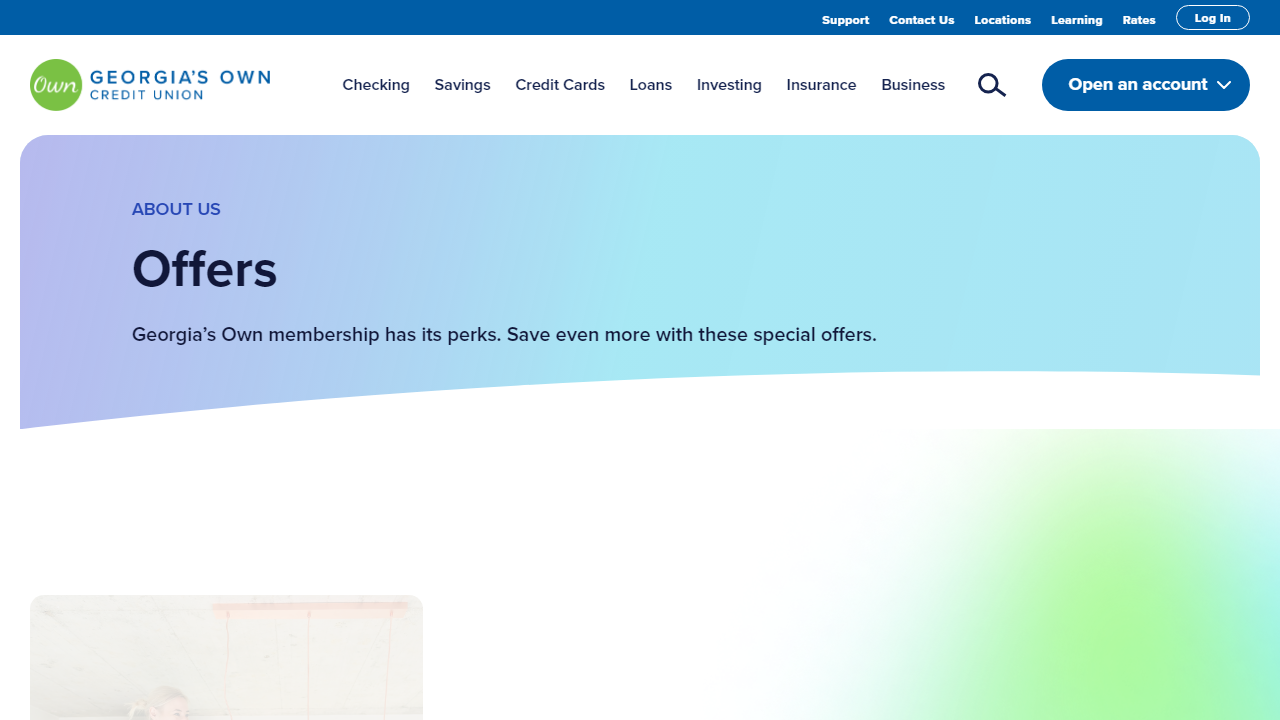 Support Contact Us Locations Learning Rates Log In
Own GEORGIA'S OWN
CREDIT UNION
Checking Savings Credit Cards Loans Investing Insurance Business
Open an account
ABOUT US
Offers
Georgia’s Own membership has its perks. Save even more with these special offers.